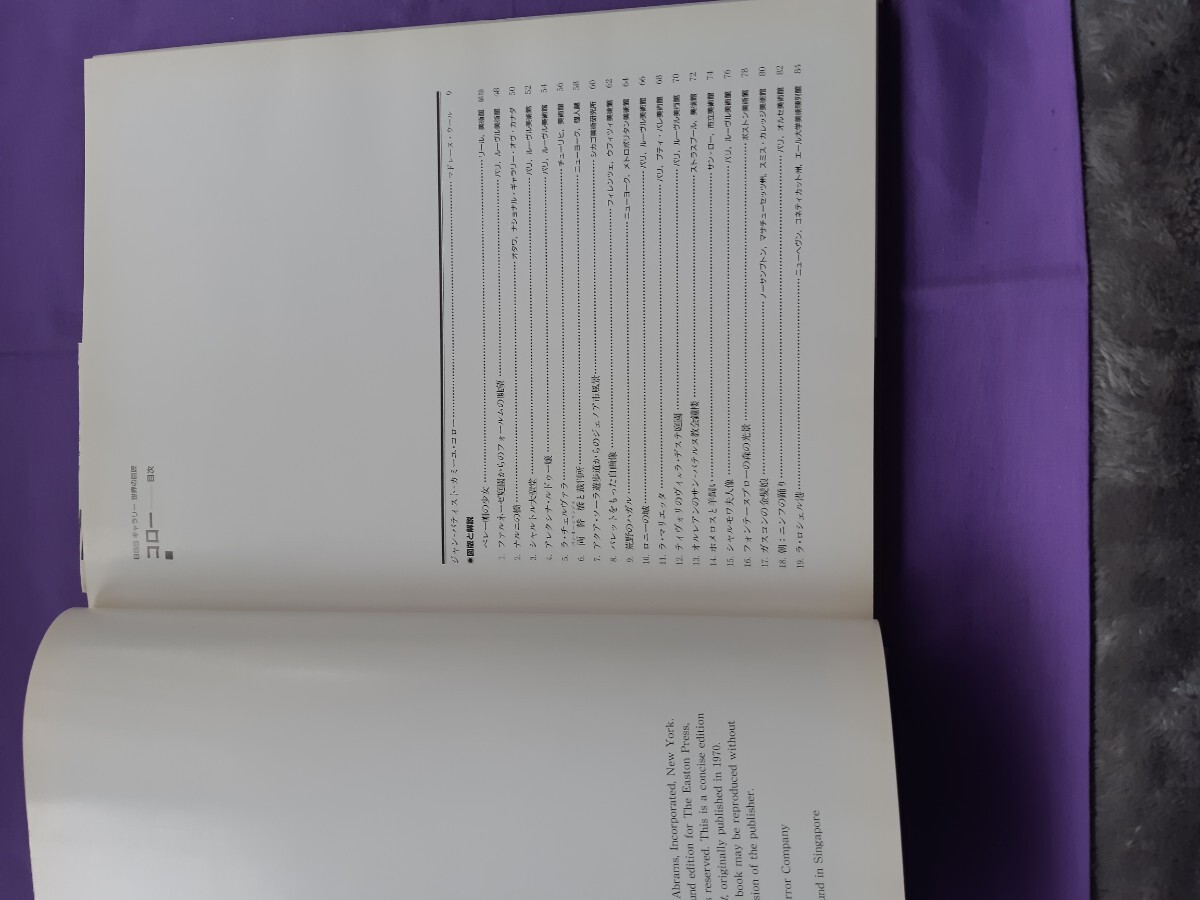 Abrams, Incorporated, New York.
und edition for The Easton Press,
s reserved. This is a concise edition
, originally published in 1970.
book may be reproduced without
sion of the publisher.
rror Company
und in Singapore
ギャラリー 世界の巨匠
コロー 目次
ジャン・バティスト・カミーユ・コロー マドレーヌ・ウール 9
●図版と解説
ベレー帽の少女 リール,美術館
1. ファルネーゼ庭園からのフォールムの眺望 パリ,ルーヴル美術館 48
2. ナルニの橋 オタワ,ナショナル・ギャラリー・オヴ・カナダ 50
3. シャルトル大聖堂 パリ,ルーヴル美術館 52
4. アレクシナ・ルドゥー嬢 パリ,ルーヴル美術館 54
5. ラ・チェルヴァラ チューリヒ,美術館 56
6. 両替橋と裁判所 ニューヨーク,個人蔵 58
7. アクア・ソーラ遊歩道からのジェノア市風景 シカゴ美術研究所 60
8. パレットをもった自画像 フィレンツェ,ウフィツィ美術館 62
9. 荒野のハガル ニューヨーク,メトロポリタン美術館 64
10. ロニーの城 パリ,ルーヴル美術館 66
11. ラ・マリエッタ パリ,プティ・パレ美術館 68
12. ティヴォリのヴィㇽラ・デステ庭園 パリ,ルーヴル美術館 70
13. オルレアンのサン・パテルヌ教会鐘楼 ストラスブール,美術館 72
14. ホメロスと羊飼い サン・ロー,市立美術館 74
15. シャルモワ夫人像 パリ,ルーヴル美術館 76
16. フォンテーヌブローの森の光景 ボストン美術館 78
17. ガスコンの金髪娘 ノーサンプトン,マサチューセッツ州,スミス・カレッジ美術館 80
18. 朝:ニンフの踊り パリ,オルセ美術館 82
19. ラ・ロシェル港 ニューヘヴン,コネティカット州,エール大学美術陳列館 84